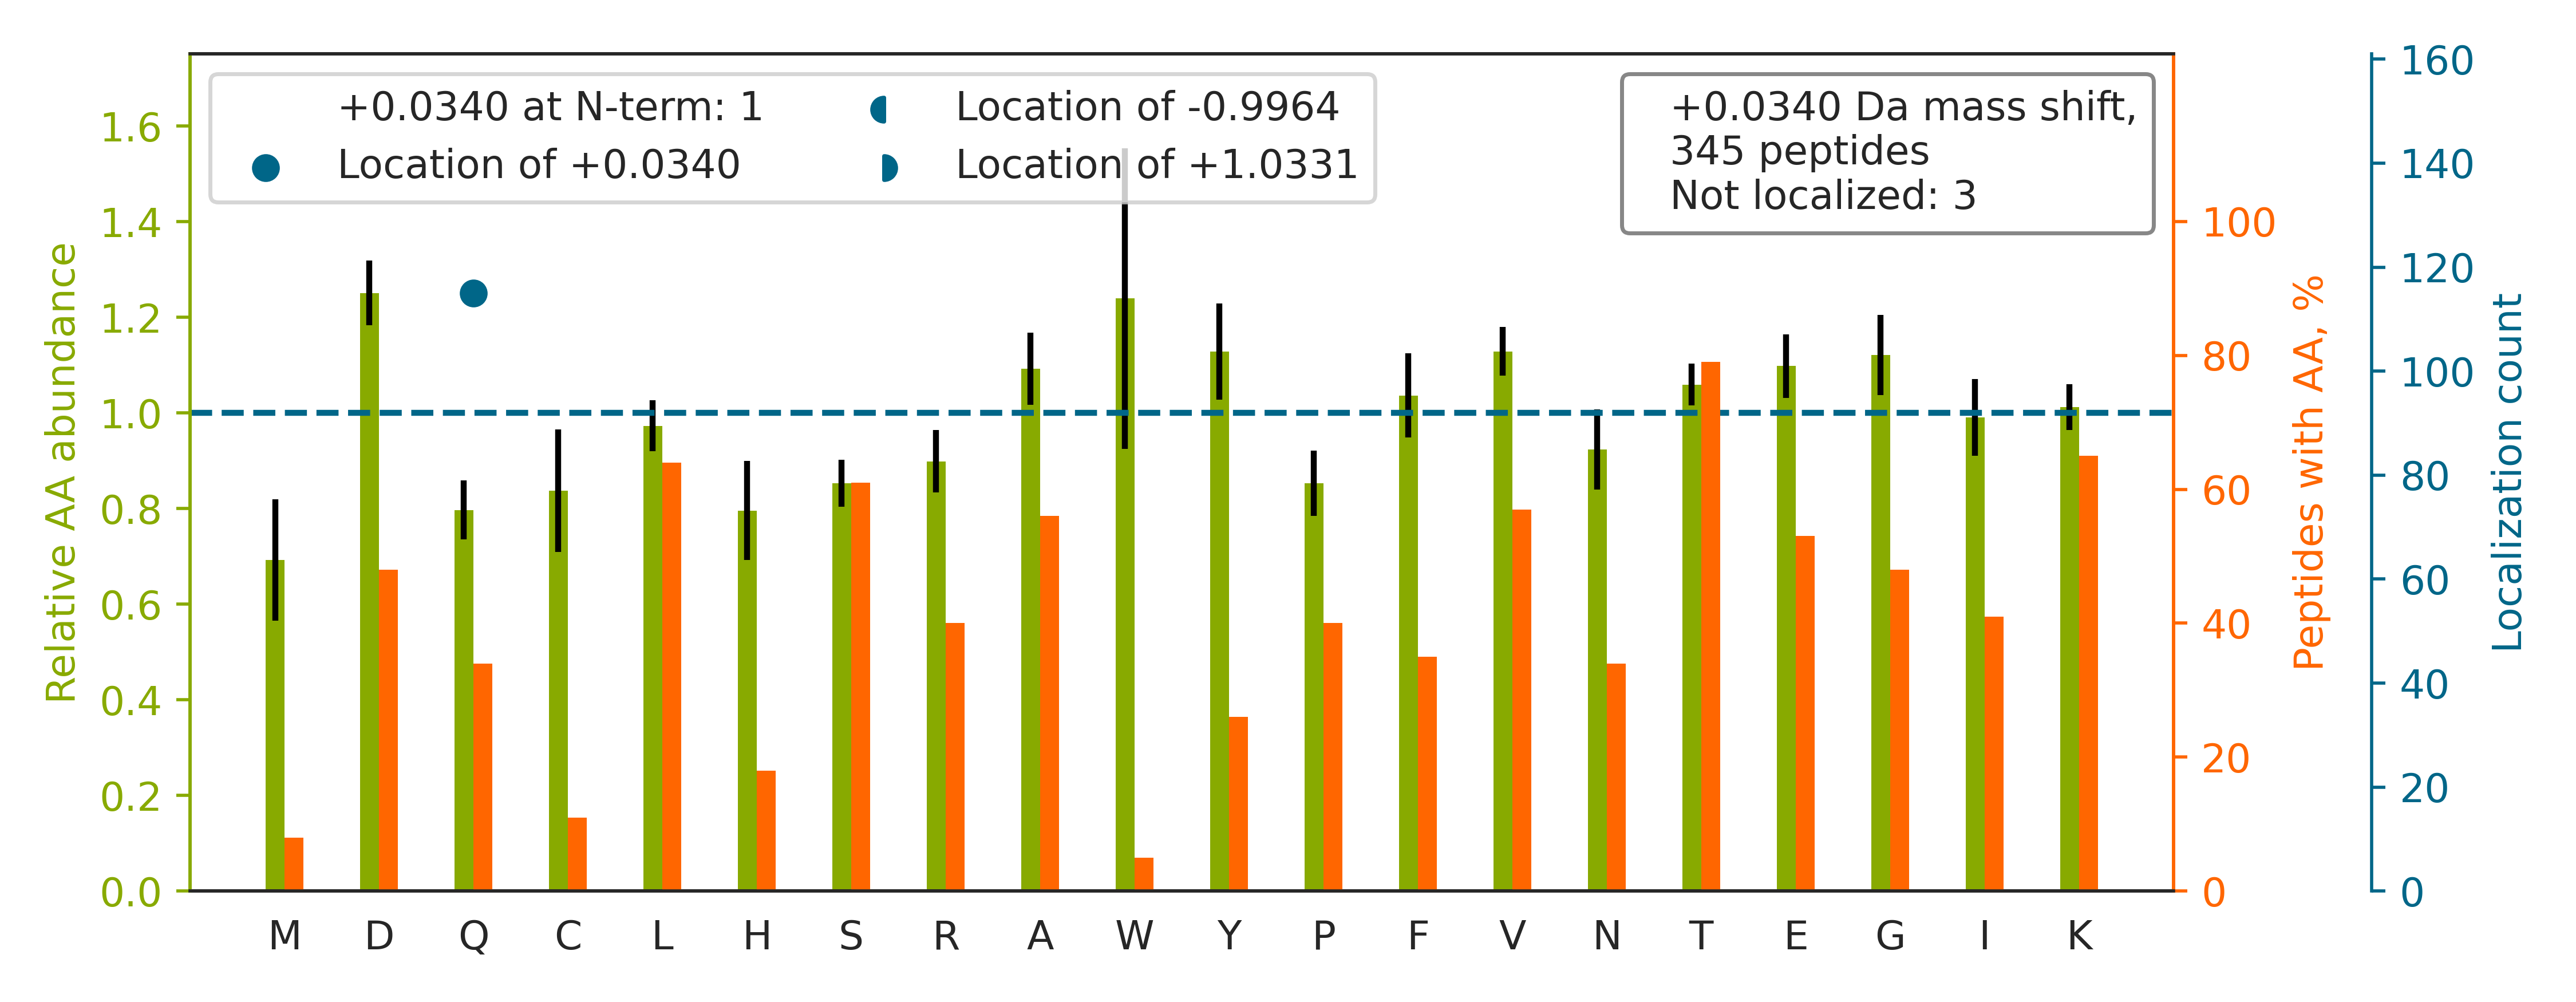 +0.0340 at N-term: 1
Location of +0.0340
Location of -0.9964
Location of +1.0331
+0.0340 Da mass shift,
345 peptides
Not localized: 3
Relative AA abundance
1.6
1.4
1.2
1.0
0.8
0.6
0.4
0.2
0.0
M D Q C L H S R A W Y P F V N T E G I K
100
80
60
40
20
0
Peptides with AA, %
160
140
120
100
80
60
40
20
0
Localization count